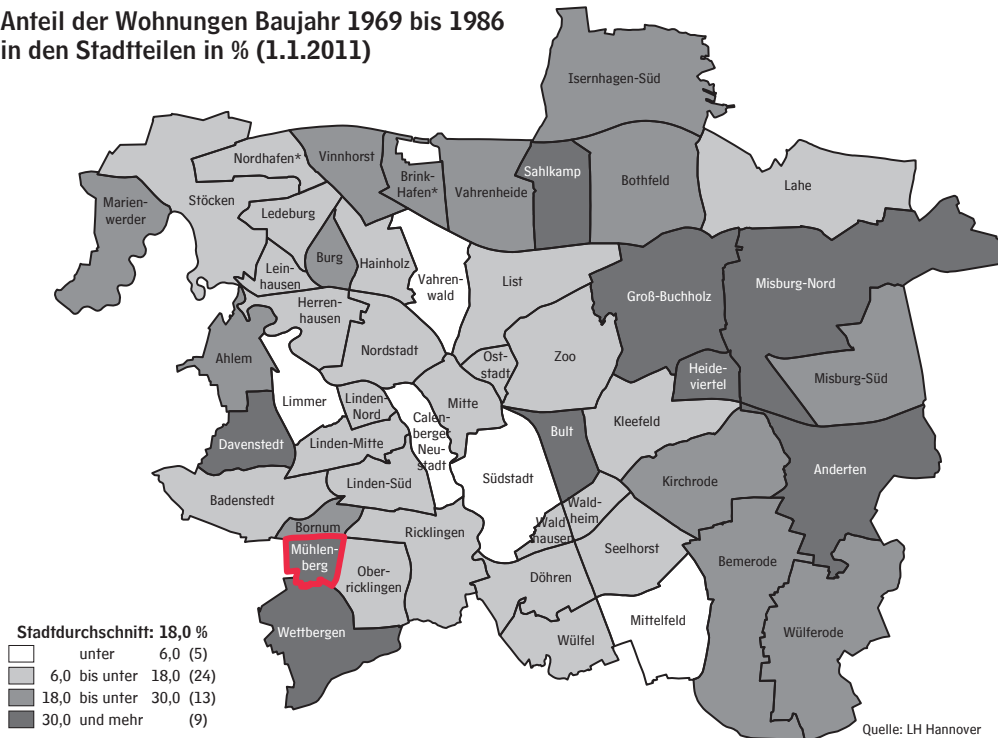 Anteil der Wohnungen Baujahr 1969 bis 1986
in den Stadtteilen in % (1.1.2011)
Isernhagen-Süd
Nordhafen*
Vinnhorst
Brink-
Hafen*
Vahrenheide
Sahlkamp
Bothfeld
Lahe
Marien-
werder
Stöcken
Ledeburg
Burg
Hainholz
Lein-
hausen
Vahren-
wald
List
Groß-Buchholz
Misburg-Nord
Herren-
hausen
Nordstadt
Ost-
stadt
Zoo
Heide-
viertel
Misburg-Süd
Ahlem
Limmer
Linden-
Nord
Mitte
Calen-
berger
Neu-
stadt
Bult
Kleefeld
Davenstedt
Linden-Mitte
Anderten
Badenstedt
Linden-Süd
Südstadt
Kirchrode
Bornum
Ricklingen
Wald-
heim
Wald
hausen
Mühlen-
berg
Ober-
ricklingen
Seelhorst
Döhren
Bemerode
Wettbergen
Wülfel
Mittelfeld
Wülferode
Stadtdurchschnitt: 18,0 %
unter 6,0 (5)
6,0 bis unter 18,0 (24)
18,0 bis unter 30,0 (13)
30,0 und mehr (9)
Quelle: LH Hannover